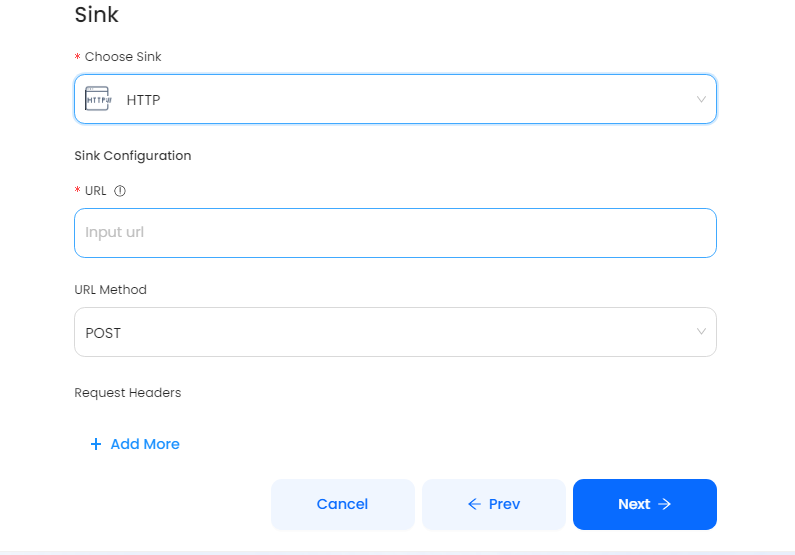 Sink
* Choose Sink
HTTP
Sink Configuration
* URL
Input url
URL Method
POST
Request Headers
+ Add More
Cancel
← Prev
Next →